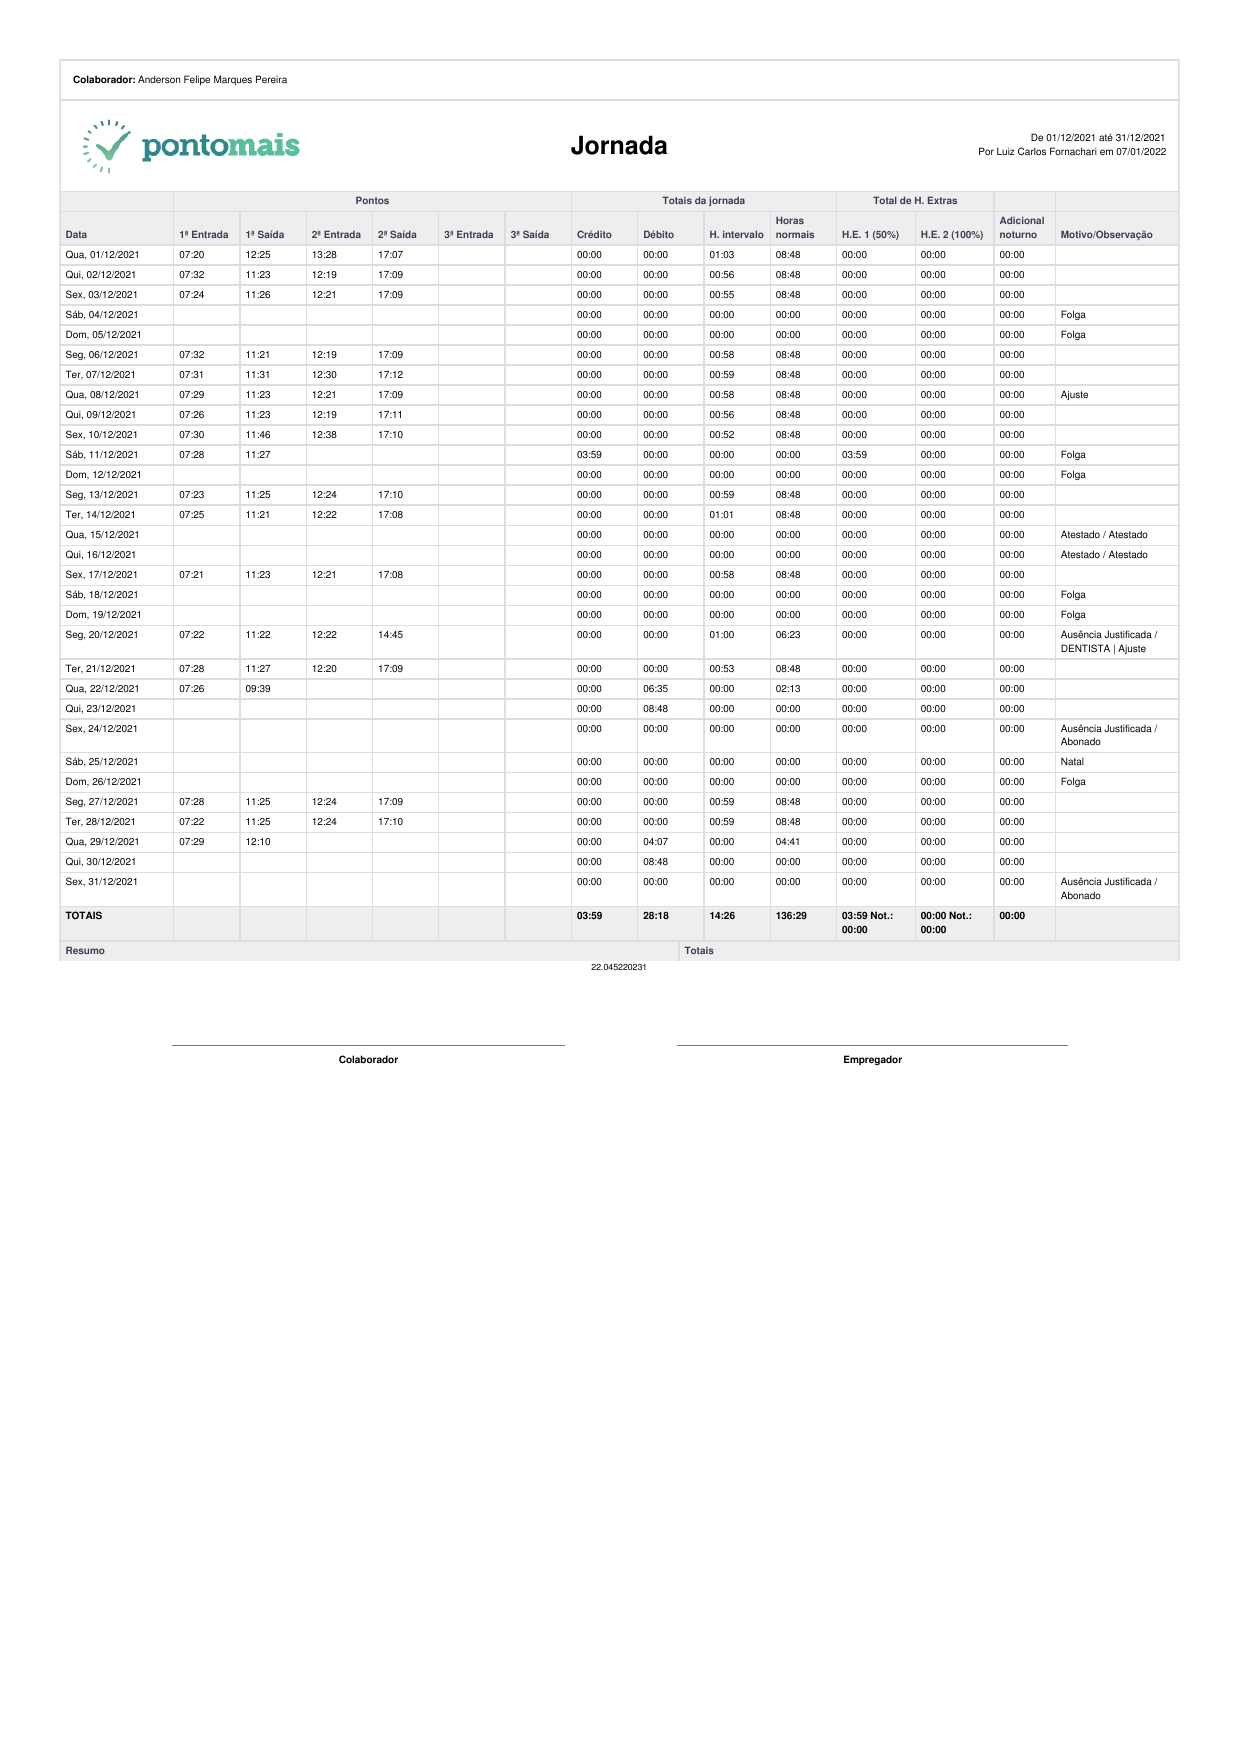 Colaborador: Anderson Felipe Marques Pereira
pontomais
Jornada
De 01/12/2021 até 31/12/2021
Por Luiz Carlos Fornachari em 07/01/2022
Pontos Totais da jornada Total de H. Extras
Data 1ª Entrada 1ª Saída 2ª Entrada 2ª Saída 3ª Entrada 3ª Saída Crédito Débito H. intervalo Horas normais H.E. 1 (50%) H.E. 2 (100%) Adicional noturno Motivo/Observação
Qua, 01/12/2021 07:20 12:25 13:28 17:07 00:00 00:00 01:03 08:48 00:00 00:00 00:00
Qui, 02/12/2021 07:32 11:23 12:19 17:09 00:00 00:00 00:56 08:48 00:00 00:00 00:00
Sex, 03/12/2021 07:24 11:26 12:21 17:09 00:00 00:00 00:55 08:48 00:00 00:00 00:00
Sáb, 04/12/2021 00:00 00:00 00:00 00:00 00:00 00:00 00:00 Folga
Dom, 05/12/2021 00:00 00:00 00:00 00:00 00:00 00:00 00:00 Folga
Seg, 06/12/2021 07:32 11:21 12:19 17:09 00:00 00:00 00:58 08:48 00:00 00:00 00:00
Ter, 07/12/2021 07:31 11:31 12:30 17:12 00:00 00:00 00:59 08:48 00:00 00:00 00:00
Qua, 08/12/2021 07:29 11:23 12:21 17:09 00:00 00:00 00:58 08:48 00:00 00:00 00:00 Ajuste
Qui, 09/12/2021 07:26 11:23 12:19 17:11 00:00 00:00 00:56 08:48 00:00 00:00 00:00
Sex, 10/12/2021 07:30 11:46 12:38 17:10 00:00 00:00 00:52 08:48 00:00 00:00 00:00
Sáb, 11/12/2021 07:28 11:27 03:59 00:00 00:00 00:00 03:59 00:00 00:00 Folga
Dom, 12/12/2021 00:00 00:00 00:00 00:00 00:00 00:00 00:00 Folga
Seg, 13/12/2021 07:23 11:25 12:24 17:10 00:00 00:00 00:59 08:48 00:00 00:00 00:00
Ter, 14/12/2021 07:25 11:21 12:22 17:08 00:00 00:00 01:01 08:48 00:00 00:00 00:00
Qua, 15/12/2021 00:00 00:00 00:00 00:00 00:00 00:00 00:00 Atestado / Atestado
Qui, 16/12/2021 00:00 00:00 00:00 00:00 00:00 00:00 00:00 Atestado / Atestado
Sex, 17/12/2021 07:21 11:23 12:21 17:08 00:00 00:00 00:58 08:48 00:00 00:00 00:00
Sáb, 18/12/2021 00:00 00:00 00:00 00:00 00:00 00:00 00:00 Folga
Dom, 19/12/2021 00:00 00:00 00:00 00:00 00:00 00:00 00:00 Folga
Seg, 20/12/2021 07:22 11:22 12:22 14:45 00:00 00:00 01:00 06:23 00:00 00:00 00:00 Ausência Justificada /
DENTISTA | Ajuste
Ter, 21/12/2021 07:28 11:27 12:20 17:09 00:00 00:00 00:53 08:48 00:00 00:00 00:00
Qua, 22/12/2021 07:26 09:39 00:00 06:35 00:00 02:13 00:00 00:00 00:00
Qui, 23/12/2021 00:00 08:48 00:00 00:00 00:00 00:00 00:00
Sex, 24/12/2021 00:00 00:00 00:00 00:00 00:00 00:00 00:00 Ausência Justificada /
Abonado
Sáb, 25/12/2021 00:00 00:00 00:00 00:00 00:00 00:00 00:00 Natal
Dom, 26/12/2021 00:00 00:00 00:00 00:00 00:00 00:00 00:00 Folga
Seg, 27/12/2021 07:28 11:25 12:24 17:09 00:00 00:00 00:59 08:48 00:00 00:00 00:00
Ter, 28/12/2021 07:22 11:25 12:24 17:10 00:00 00:00 00:59 08:48 00:00 00:00 00:00
Qua, 29/12/2021 07:29 12:10 00:00 04:07 00:00 04:41 00:00 00:00 00:00
Qui, 30/12/2021 00:00 08:48 00:00 00:00 00:00 00:00 00:00
Sex, 31/12/2021 00:00 00:00 00:00 00:00 00:00 00:00 00:00 Ausência Justificada /
Abonado
TOTAIS 03:59 28:18 14:26 136:29 03:59 Not.: 00:00 Not.: 00:00
00:00 00:00
Resumo Totais
22.045220231
Colaborador Empregador